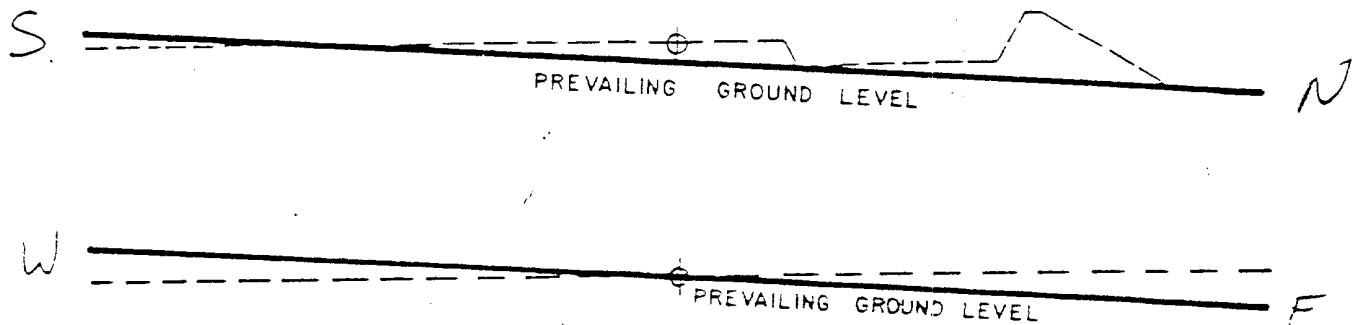 S. N
PREVAILING GROUND LEVEL
W E
PREVAILING GROUND LEVEL